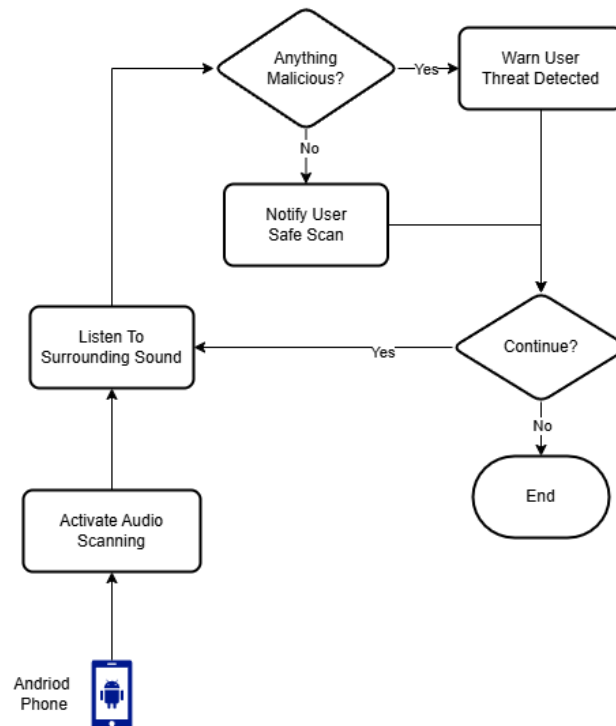 Anything
Malicious?
Yes
Warn User
Threat Detected
No
Notify User
Safe Scan
Listen To
Surrounding Sound
Yes
Continue?
No
End
Activate Audio
Scanning
Andriod
Phone